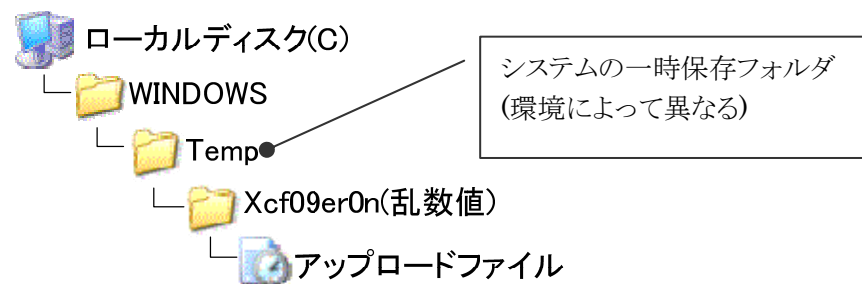 ローカルディスク(C)
WINDOWS
Temp
Xcf09er0n(乱数値)
アップロードファイル
システムの一時保存フォルダ
(環境によって異なる)